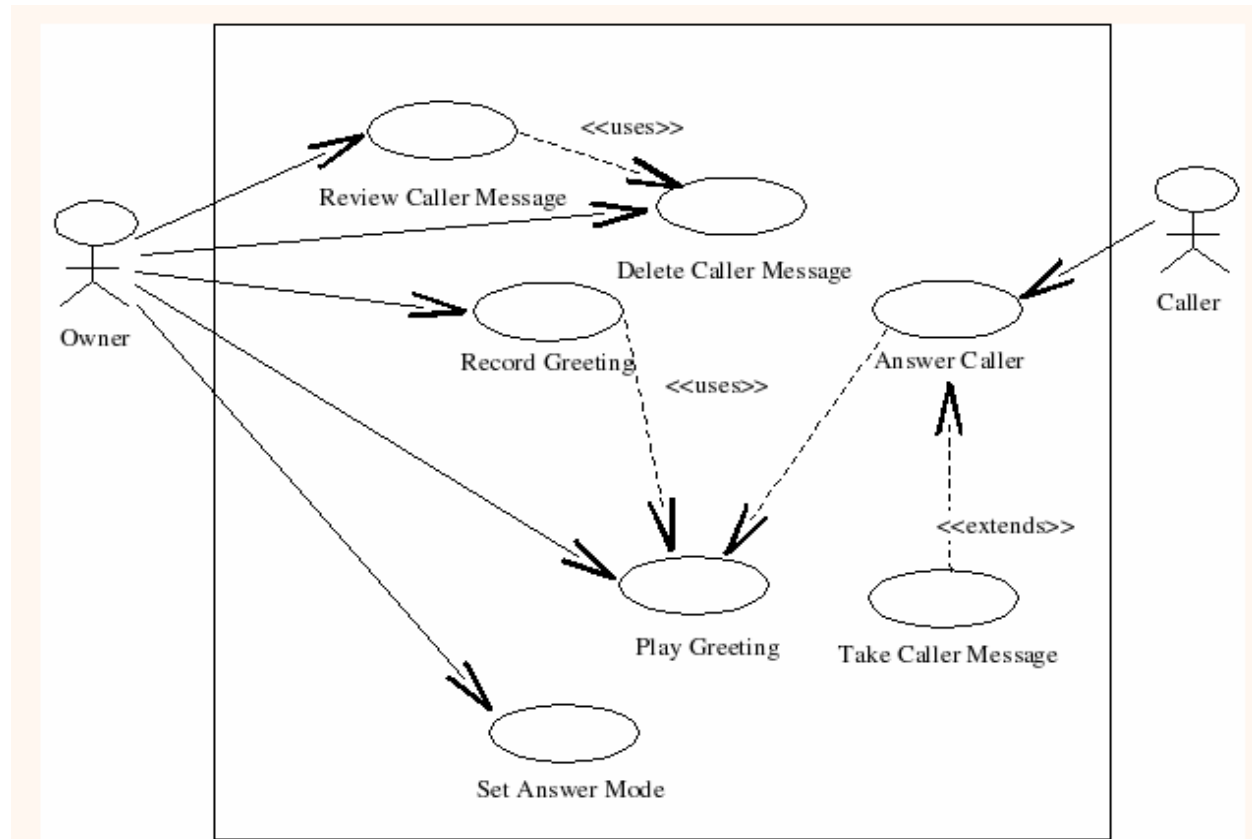 <<uses>>
Review Caller Message
Delete Caller Message
Owner
Caller
Record Greeting
Answer Caller
<<uses>>
<<extends>>
Play Greeting
Take Caller Message
Set Answer Mode